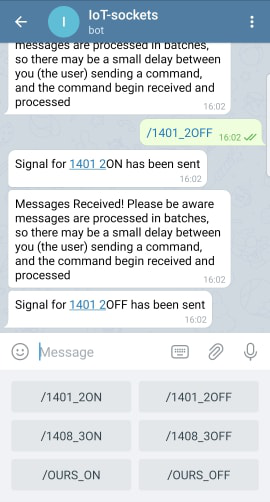 IoT-sockets
bot
messages are processed in batches,
so there may be a small delay between
you (the user) sending a command,
and the command begin received and
processed
16:02
/1401_2OFF 16:02
Signal for 1401 2ON has been sent
16:02
Messages Received! Please be aware
messages are processed in batches,
so there may be a small delay between
you (the user) sending a command,
and the command begin received and
processed
16:02
Signal for 1401 2OFF has been sent
16:02
Message
/1401_2ON /1401_2OFF
/1408_3ON /1408_3OFF
/OURS_ON /OURS_OFF